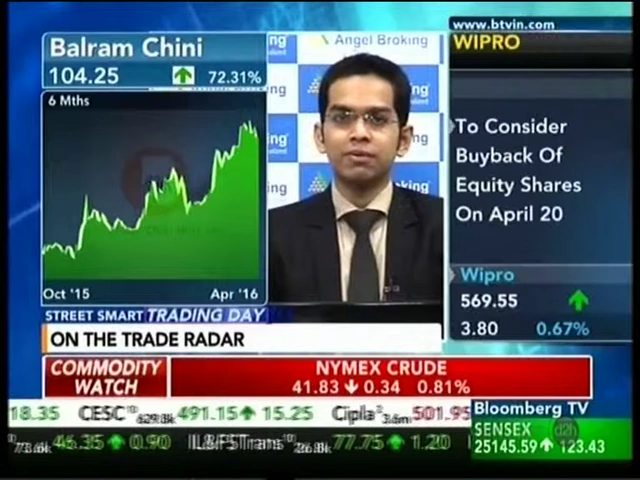 www.btvin.com
Balram Chini
104.25 72.31%
6 Mths
Oct '15 Apr '16
Angel Broking
Broking
WIPRO
To Consider
Buyback Of
Equity Shares
On April 20
Wipro
569.55
3.80 0.67%
STREET SMART TRADING DAY
ON THE TRADE RADAR
COMMODITY
WATCH
NYMEX CRUDE
41.83 0.34 0.81%
18.35 CESC 491.15 15.25 Cipla 501.95
46.35 0.90 IL&FSTrans 77.75 1.20
Bloomberg TV
SENSEX
25145.59 123.43
d2h